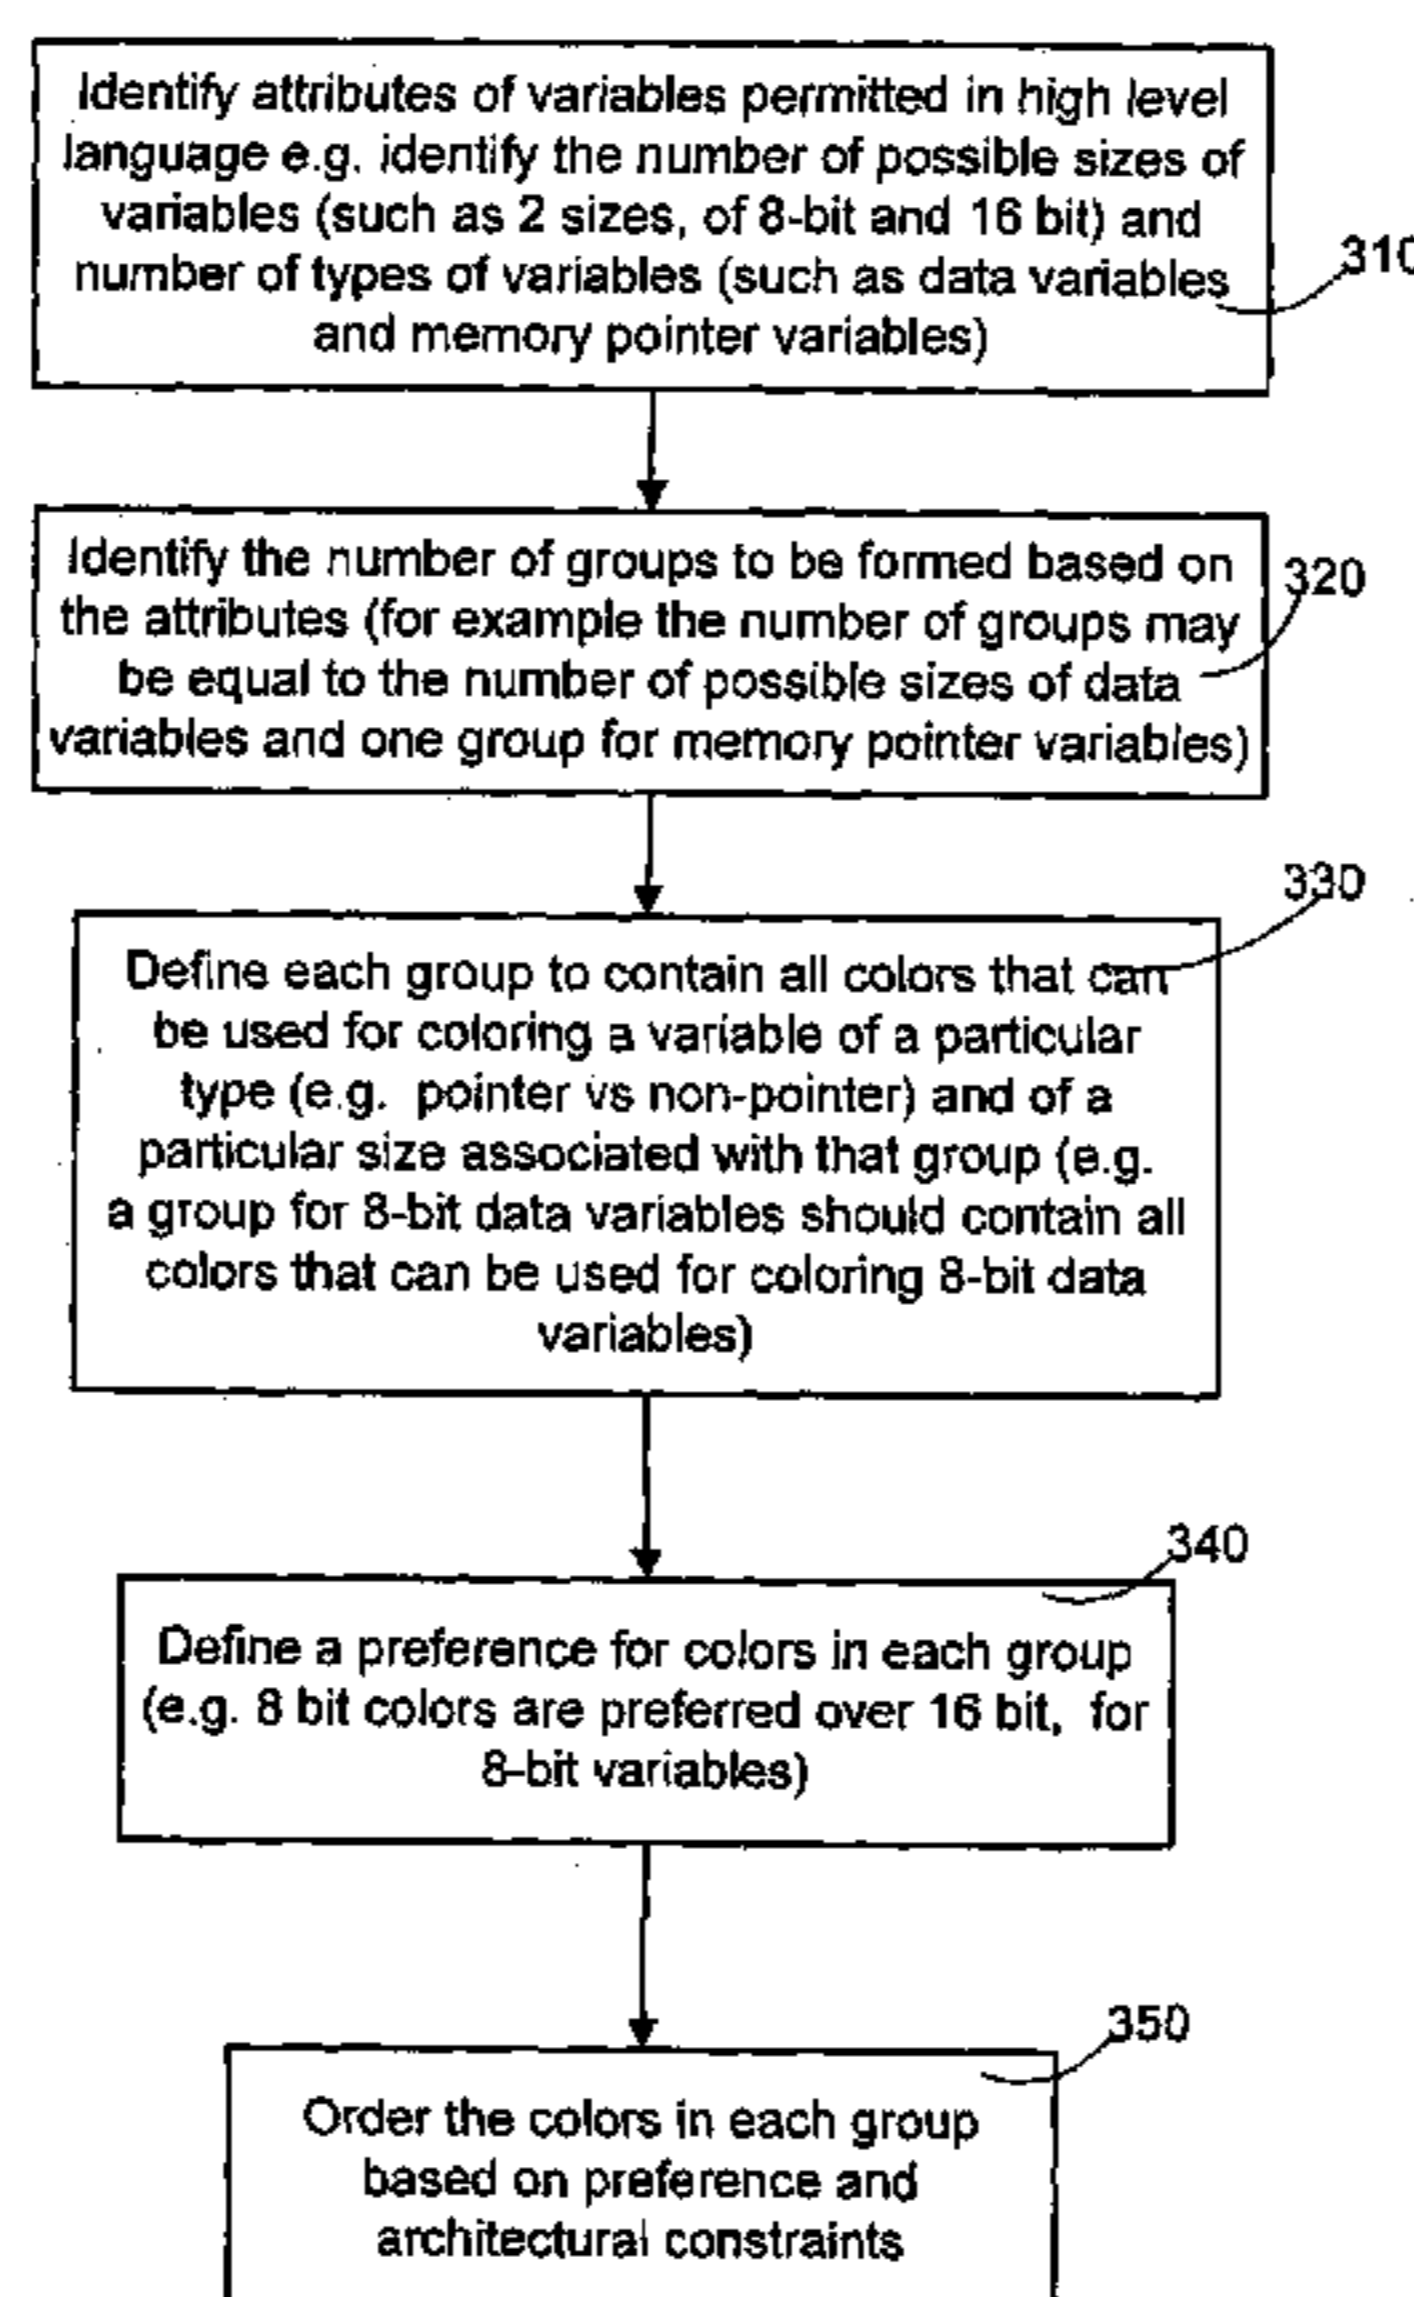 Identify attributes of variables permitted in high level
language e.g. identify the number of possible sizes of
variables (such as 2 sizes, of 8-bit and 16 bit) and
number of types of variables (such as data variables
and memory pointer variables)
310
Identify the number of groups to be formed based on
the attributes (for example the number of groups may
be equal to the number of possible sizes of data
variables and one group for memory pointer variables)
320
330
Define each group to contain all colors that can
be used for coloring a variable of a particular
type (e.g. pointer vs non-pointer) and of a
particular size associated with that group (e.g.
a group for 8-bit data variables should contain all
colors that can be used for coloring 8-bit data
variables)
340
Define a preference for colors in each group
(e.g. 8 bit colors are preferred over 16 bit, for
8-bit variables)
350
Order the colors in each group
based on preference and
architectural constraints